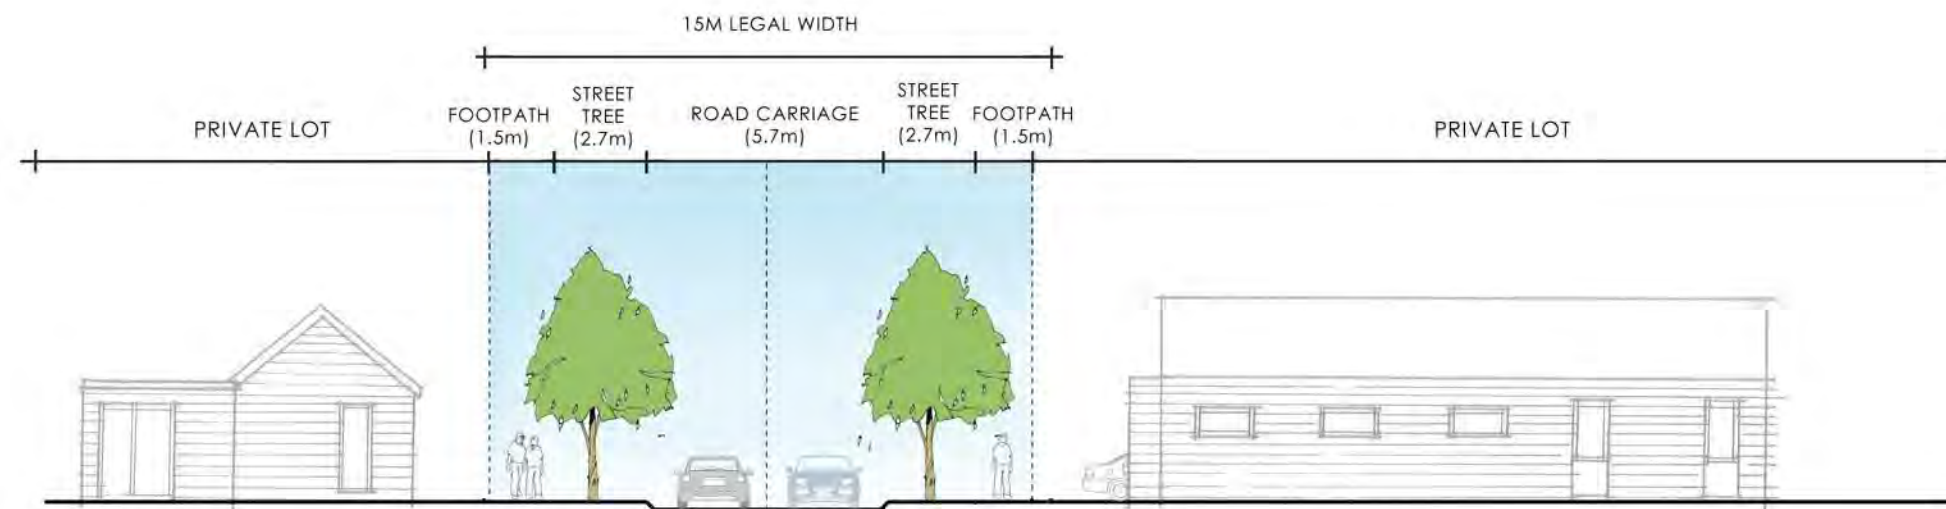 15M LEGAL WIDTH
PRIVATE LOT
FOOTPATH
(1.5m)
STREET
TREE
(2.7m)
ROAD CARRIAGE
(5.7m)
STREET
TREE
(2.7m)
FOOTPATH
(1.5m)
PRIVATE LOT